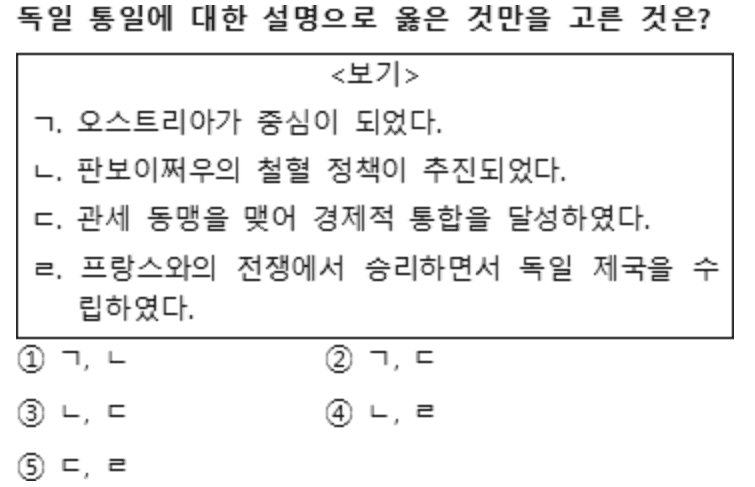 독일 통일에 대한 설명으로 옳은 것만을 고른 것은?
<보기>
ㄱ. 오스트리아가 중심이 되었다.
ㄴ. 판보이쩌우의 철혈 정책이 추진되었다.
ㄷ. 관세 동맹을 맺어 경제적 통합을 달성하였다.
ㄹ. 프랑스와의 전쟁에서 승리하면서 독일 제국을 수
립하였다.
① ㄱ, ㄴ ② ㄱ, ㄷ
③ ㄴ, ㄷ ④ ㄴ, ㄹ
⑤ ㄷ, ㄹ